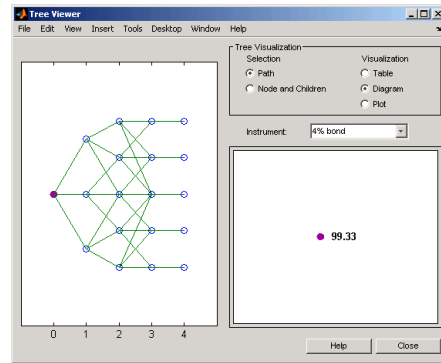 Tree Viewer
File Edit View Insert Tools Desktop Window Help
Tree Visualization
Selection
Visualization
Path
Table
Node and Children
Diagram
Plot
Instrument:
4% bond
99.33
0 1 2 3 4
Help
Close